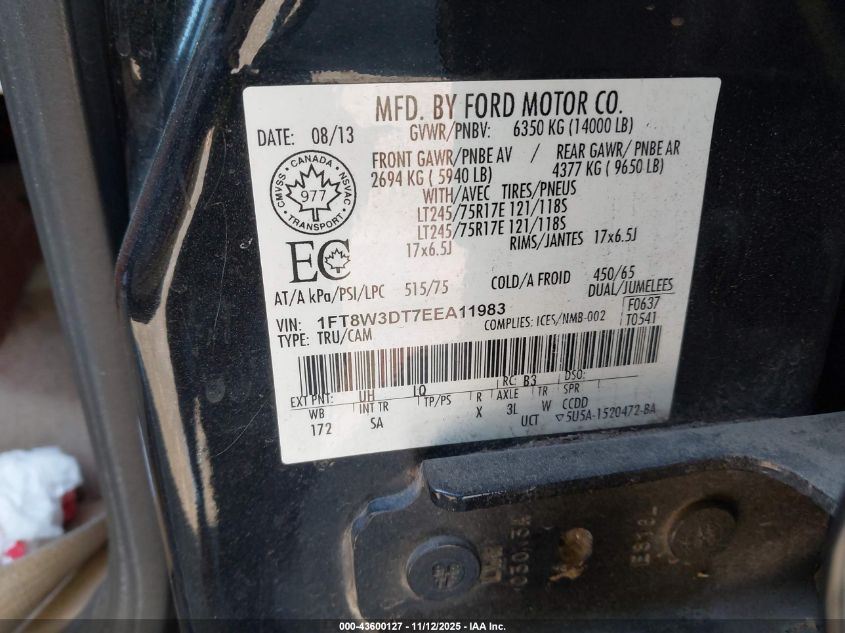 MFD. BY FORD MOTOR CO.
DATE: 08/13
GVWR/PNBV: 6350 KG (14000 LB)
FRONT GAWR/PNBE AV / REAR GAWR/ PNBE AR
2694 KG ( 5940 LB) 4377 KG ( 9650 LB)
WITH/AVEC TIRES/PNEUS
LT245/75R17E 121/118S
LT245/75R17E 121/118S
17x6.5J RIMS/JANTES 17x6.5J
CANADA
CMVSS NSVAC
977
TRANSPORT
EC
AT/A kPa/PSI/LPC 515/75 COLD/A FROID 450/65
DUAL/JUMELEES
VIN: 1FT8W3DT7EEA11983
COMPLIES: ICES/NMB-002
F0637
TYPE: TRU/CAM
T0541
EXT PNT: UH LQ RC: B3 DSO:
WB INT TR TP/PS R AXLE TR SPR
172 SA X 3L W CCDD
UCT ▽5U5A-1520472-BA
000-43600127 - 11/12/2025 - IAA Inc.